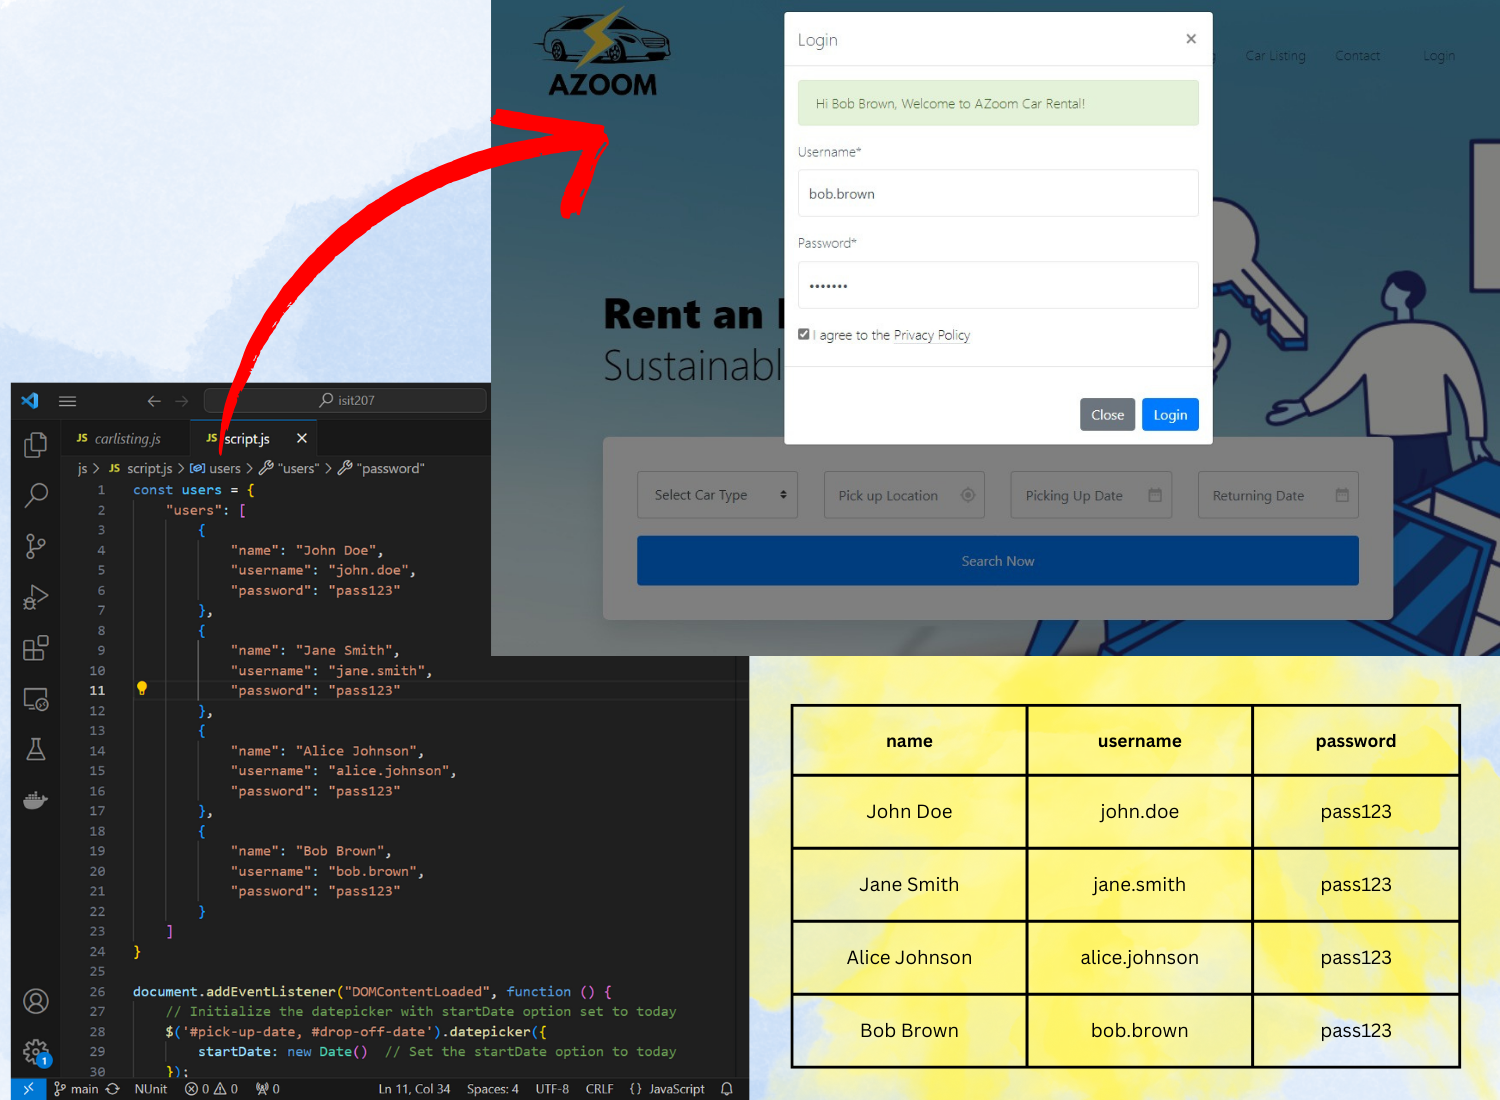 AZOOM
Car Listing
Contact
Login
Login
×
Hi Bob Brown, Welcome to AZoom Car Rental!
Username*
bob.brown
Password*
•••••••
I agree to the Privacy Policy
Close
Login
Rent an
Sustainabl
Select Car Type
Pick up Location
Picking Up Date
Returning Date
Search Now
isit207
JS carlisting.js
JS script.js ×
js > JS script.js > users > "users" > "password"
1 const users = {
2 "users": [
3 {
4 "name": "John Doe",
5 "username": "john.doe",
6 "password": "pass123"
7 },
8 {
9 "name": "Jane Smith",
10 "username": "jane.smith",
11 "password": "pass123"
12 },
13 {
14 "name": "Alice Johnson",
15 "username": "alice.johnson",
16 "password": "pass123"
17 },
18 {
19 "name": "Bob Brown",
20 "username": "bob.brown",
21 "password": "pass123"
22 }
23 ]
24 }
25
26 document.addEventListener("DOMContentLoaded", function () {
27 // Initialize the datepicker with startDate option set to today
28 $('#pick-up-date, #drop-off-date').datepicker({
29 startDate: new Date() // Set the startDate option to today
30 });
1
main NUnit 0 0 0 Ln 11, Col 34 Spaces: 4 UTF-8 CRLF {} JavaScript
name username password
John Doe john.doe pass123
Jane Smith jane.smith pass123
Alice Johnson alice.johnson pass123
Bob Brown bob.brown pass123